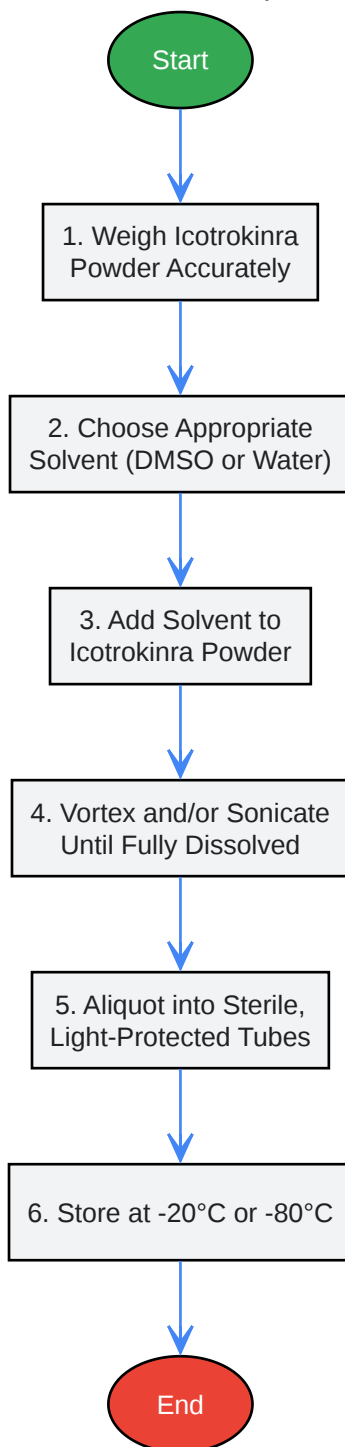 Start
1. Weigh Icotrokinra
Powder Accurately
2. Choose Appropriate
Solvent (DMSO or Water)
3. Add Solvent to
Icotrokinra Powder
4. Vortex and/or Sonicate
Until Fully Dissolved
5. Aliquot into Sterile,
Light-Protected Tubes
6. Store at -20°C or -80°C
End